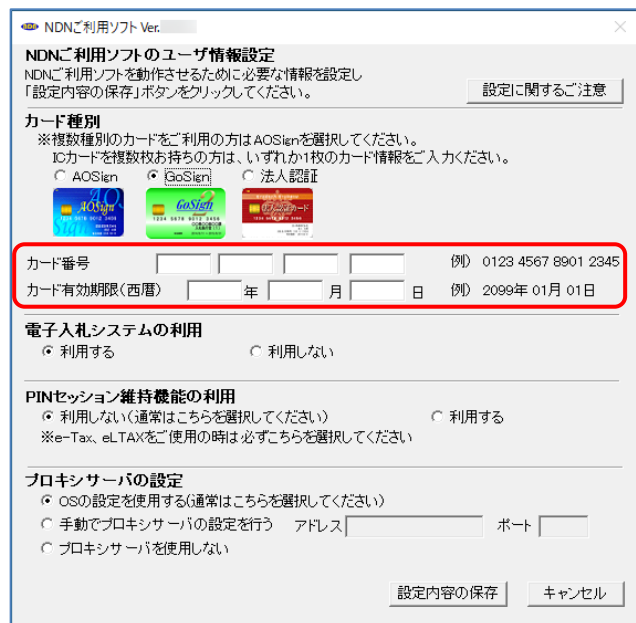 NDNご利用ソフト Ver.
NDNご利用ソフトのユーザ情報設定
NDNご利用ソフトを動作させるために必要な情報を設定し
「設定内容の保存」ボタンをクリックしてください。
設定に関するご注意
カード種別
※複数種別のカードをご利用の方はAOSignを選択してください。
ICカードを複数枚お持ちの方は、いずれか1枚のカード情報をご入力ください。
AOSign GoSign 法人認証
AOSign GoSign
1234 5678 9012 3456
カード番号 例) 0123 4567 8901 2345
カード有効期限(西暦) 年 月 日 例) 2099年 01月 01日
電子入札システムの利用
利用する 利用しない
PINセッション維持機能の利用
利用しない(通常はこちらを選択してください) 利用する
※e-Tax、eLTAXをご使用の時は必ずこちらを選択してください
プロキシサーバの設定
OSの設定を使用する(通常はこちらを選択してください)
手動でプロキシサーバの設定を行う アドレス ポート
プロキシサーバを使用しない
設定内容の保存 キャンセル